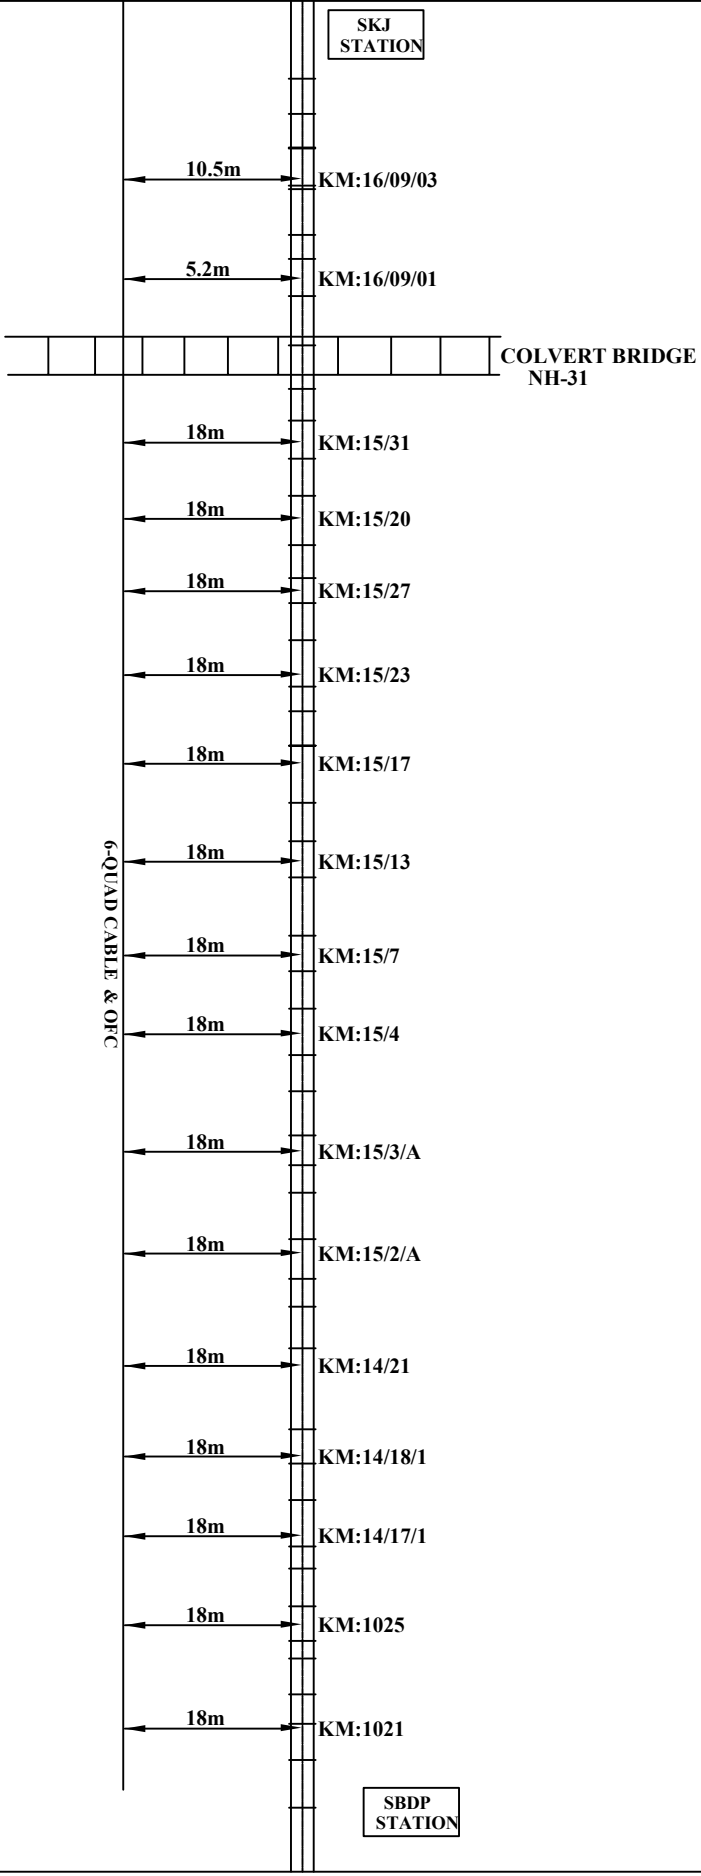 SKJ
STATION
10.5m
KM:16/09/03
5.2m
KM:16/09/01
COLVERT BRIDGE
NH-31
18m
KM:15/31
18m
KM:15/20
18m
KM:15/27
18m
KM:15/23
18m
KM:15/17
18m
KM:15/13
6-QUAD CABLE & OFC
18m
KM:15/7
18m
KM:15/4
18m
KM:15/3/A
18m
KM:15/2/A
18m
KM:14/21
18m
KM:14/18/1
18m
KM:14/17/1
18m
KM:1025
18m
KM:1021
SBDP
STATION